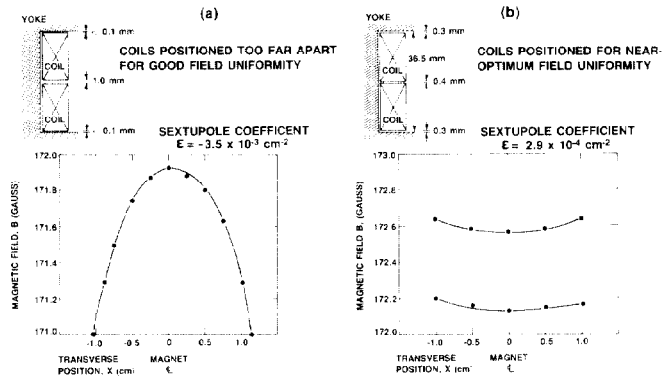 (a)
YOKE
0.1 mm
COIL
1.0 mm
COIL
0.1 mm
COILS POSITIONED TOO FAR APART
FOR GOOD FIELD UNIFORMITY
SEXTUPOLE COEFFICENT
ε = -3.5 x 10-3 cm-2
172.0
171.8
171.6
171.4
171.2
171.0
MAGNETIC FIELD B, (GAUSS)
-1.0
-0.5
0
0.5
1.0
TRANSVERSE
POSITION, X (cm)
MAGNET
℄
(b)
YOKE
0.3 mm
36.5 mm
COIL
0.4 mm
COIL
0.3 mm
COILS POSITIONED FOR NEAR-
OPTIMUM FIELD UNIFORMITY
SEXTUPOLE COEFFICIENT
ε = 2.9 x 10-4 cm-2
173.0
172.8
172.6
172.4
172.2
172.0
MAGNETIC FIELD B, (GAUSS)
-1.0
-0.5
0
0.5
1.0
TRANSVERSE
POSITION, X (cm)
MAGNET
℄